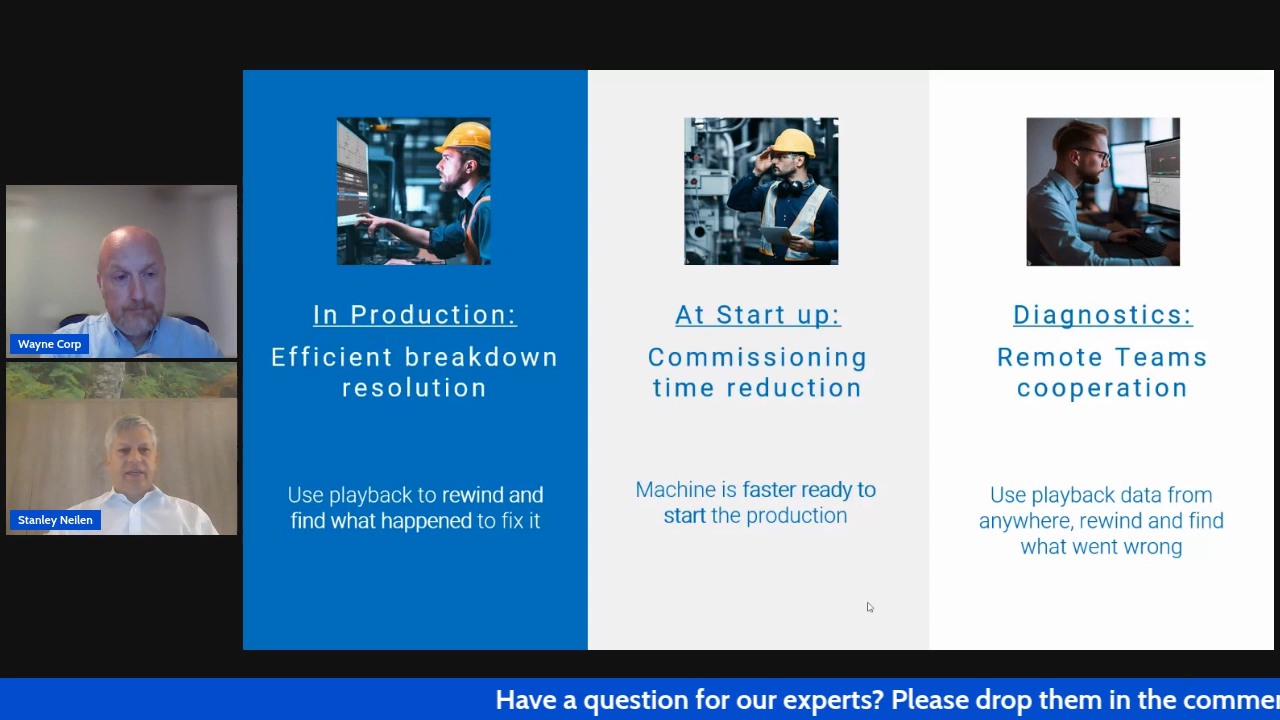 Wayne Corp
Stanley Neilen
In Production:
Efficient breakdown
resolution
Use playback to rewind and
find what happened to fix it
At Start up:
Commissioning
time reduction
Machine is faster ready to
start the production
Diagnostics:
Remote Teams
cooperation
Use playback data from
anywhere, rewind and find
what went wrong
Have a question for our experts? Please drop them in the comme